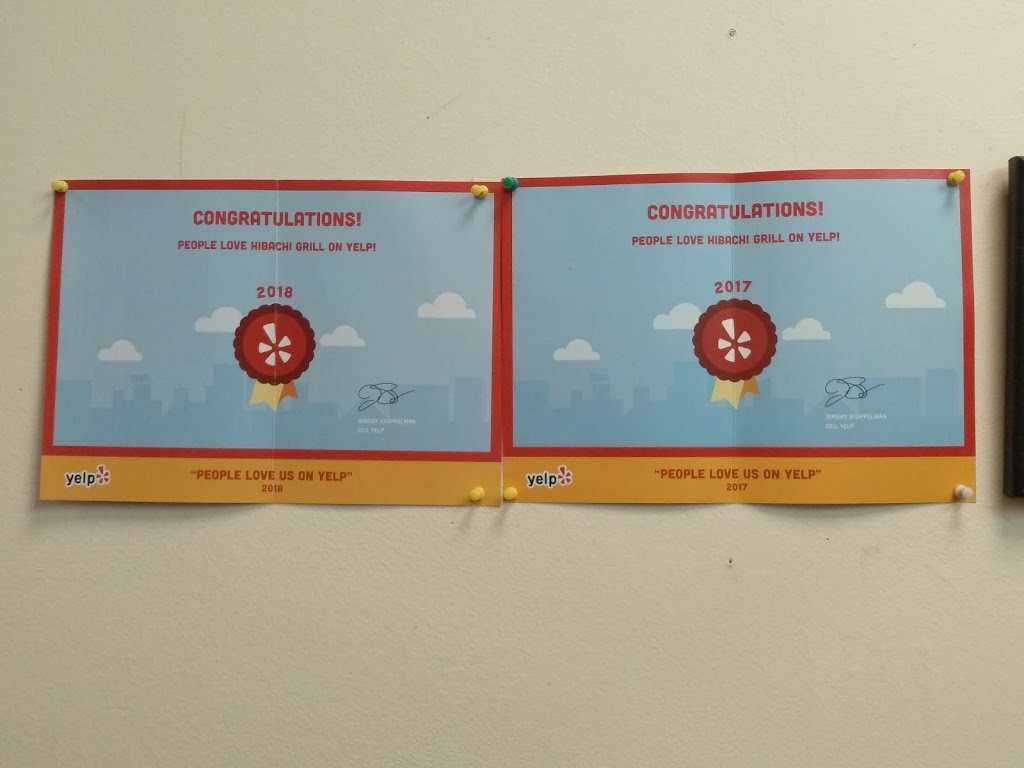 CONGRATULATIONS!
PEOPLE LOVE HIBACHI GRILL ON YELP!
2018
JEREMY STOPPELMAN
CEO, YELP
yelp
"PEOPLE LOVE US ON YELP"
2018
CONGRATULATIONS!
PEOPLE LOVE HIBACHI GRILL ON YELP!
2017
JEREMY STOPPELMAN
CEO, YELP
yelp
"PEOPLE LOVE US ON YELP"
2017